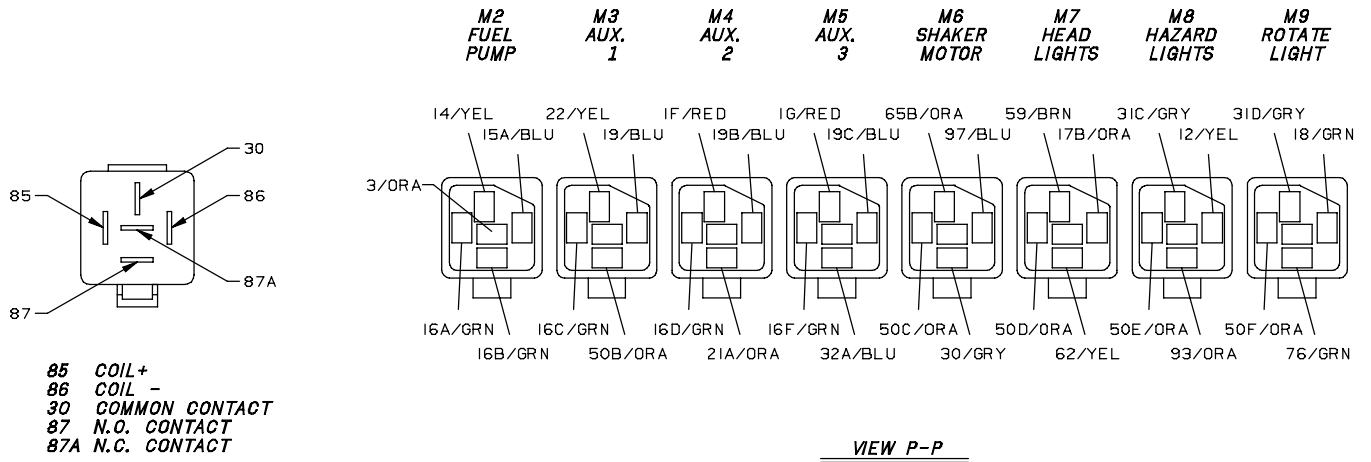 M2 M3 M4 M5 M6 M7 M8 M9
FUEL AUX. AUX. AUX. SHAKER HEAD HAZARD ROTATE
PUMP 1 2 3 MOTOR LIGHTS LIGHTS LIGHT
14/YEL 22/YEL 1F/RED 1G/RED 65B/ORA 59/BRN 31C/GRY 31D/GRY
15A/BLU 19/BLU 19B/BLU 19C/BLU 97/BLU 17B/ORA 12/YEL 18/GRN
30
3/ORA
85 86
87A
87
16A/GRN 16C/GRN 16D/GRN 16F/GRN 50C/ORA 50D/ORA 50E/ORA 50F/ORA
16B/GRN 50B/ORA 21A/ORA 32A/BLU 30/GRY 62/YEL 93/ORA 76/GRN
85 COIL+
86 COIL -
30 COMMON CONTACT
87 N.O. CONTACT
87A N.C. CONTACT
VIEW P-P